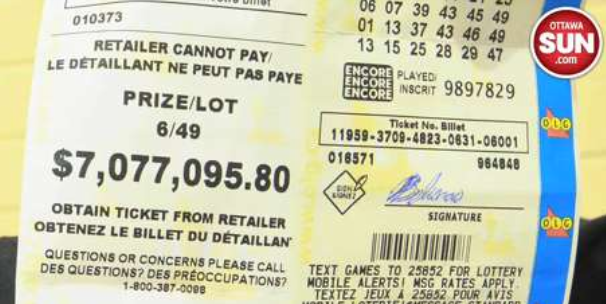 billet
010373
RETAILER CANNOT PAY/
LE DÉTAILLANT NE PEUT PAS PAYE
PRIZE/LOT
6/49
$7,077,095.80
OBTAIN TICKET FROM RETAILER
OBTENEZ LE BILLET DU DÉTAILLAN
QUESTIONS OR CONCERNS PLEASE CALL
DES QUESTIONS? DES PRÉOCCUPATIONS?
1-800-387-0098
06 07 39 43 45 49
01 13 37 43 46 49
13 15 25 28 29 47
ENCORE PLAYED/
ENCORE INSCRIT 9897829
ENCORE
Ticket No. Billet
11959-3709-4823-0631-06001
016571 964848
SIGN
SIGNEZ
SIGNATURE
TEXT GAMES TO 25852 FOR LOTTERY
MOBILE ALERTS! MSG RATES APPLY.
TEXTEZ JEUX À 25852 POUR AVIS
OLG
OLG
OTTAWA
SUN
.com